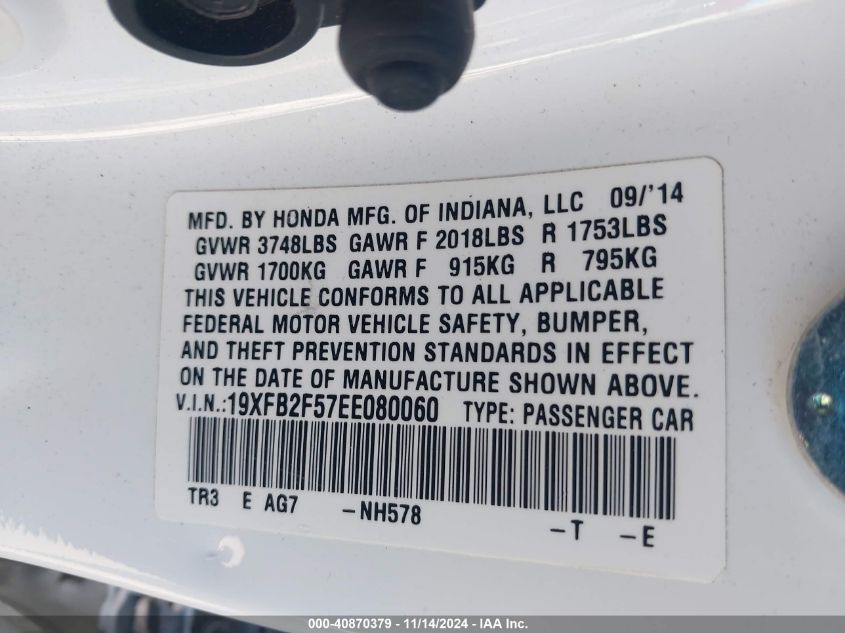 MFD. BY HONDA MFG. OF INDIANA, LLC 09/'14
GVWR 3748LBS GAWR F 2018LBS R 1753LBS
GVWR 1700KG GAWR F 915KG R 795KG
THIS VEHICLE CONFORMS TO ALL APPLICABLE
FEDERAL MOTOR VEHICLE SAFETY, BUMPER,
AND THEFT PREVENTION STANDARDS IN EFFECT
ON THE DATE OF MANUFACTURE SHOWN ABOVE.
V.I.N.:19XFB2F57EE080060 TYPE: PASSENGER CAR
TR3 E AG7 -NH578 -T -E
000-40870379 - 11/14/2024 - IAA Inc.